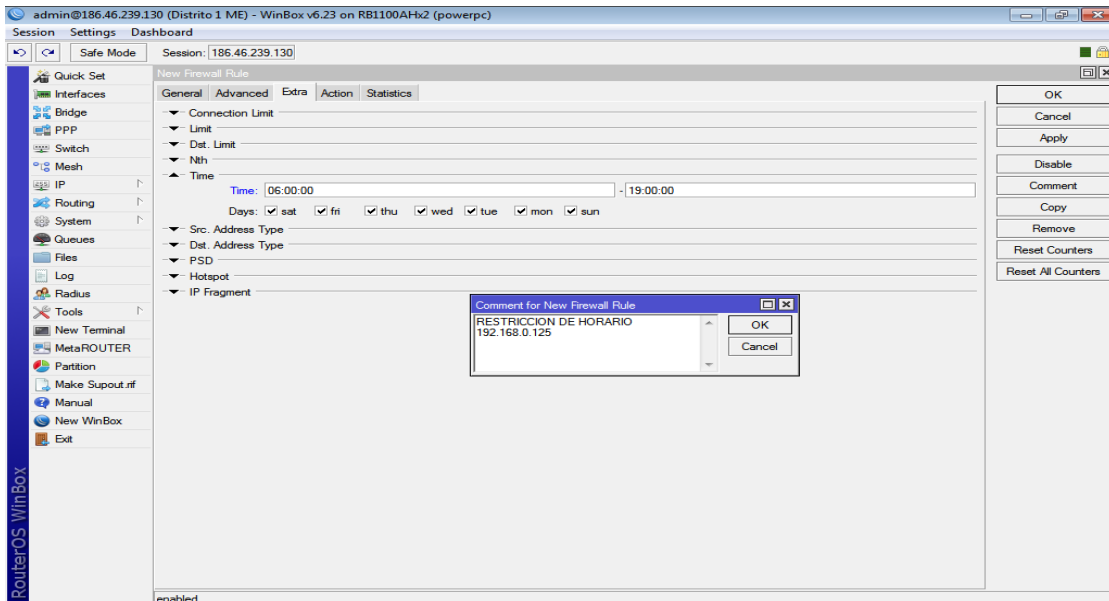 admin@186.46.239.130 (Distrito 1 ME) - WinBox v6.23 on RB1100AHx2 (powerpc)
Session Settings Dashboard
Safe Mode Session: 186.46.239.130
Quick Set
Interfaces
Bridge
PPP
Switch
Mesh
IP
Routing
System
Queues
Files
Log
Radius
Tools
New Terminal
MetaROUTER
Partition
Make Supout.rif
Manual
New WinBox
Exit
RouterOS WinBox
New Firewall Rule
General Advanced Extra Action Statistics
Connection Limit
Limit
Dst. Limit
Nth
Time
Time: 06:00:00 - 19:00:00
Days: sat fri thu wed tue mon sun
Src. Address Type
Dst. Address Type
PSD
Hotspot
IP Fragment
Comment for New Firewall Rule
RESTRICCION DE HORARIO
192.168.0.125
OK
Cancel
OK
Cancel
Apply
Disable
Comment
Copy
Remove
Reset Counters
Reset All Counters
enabled